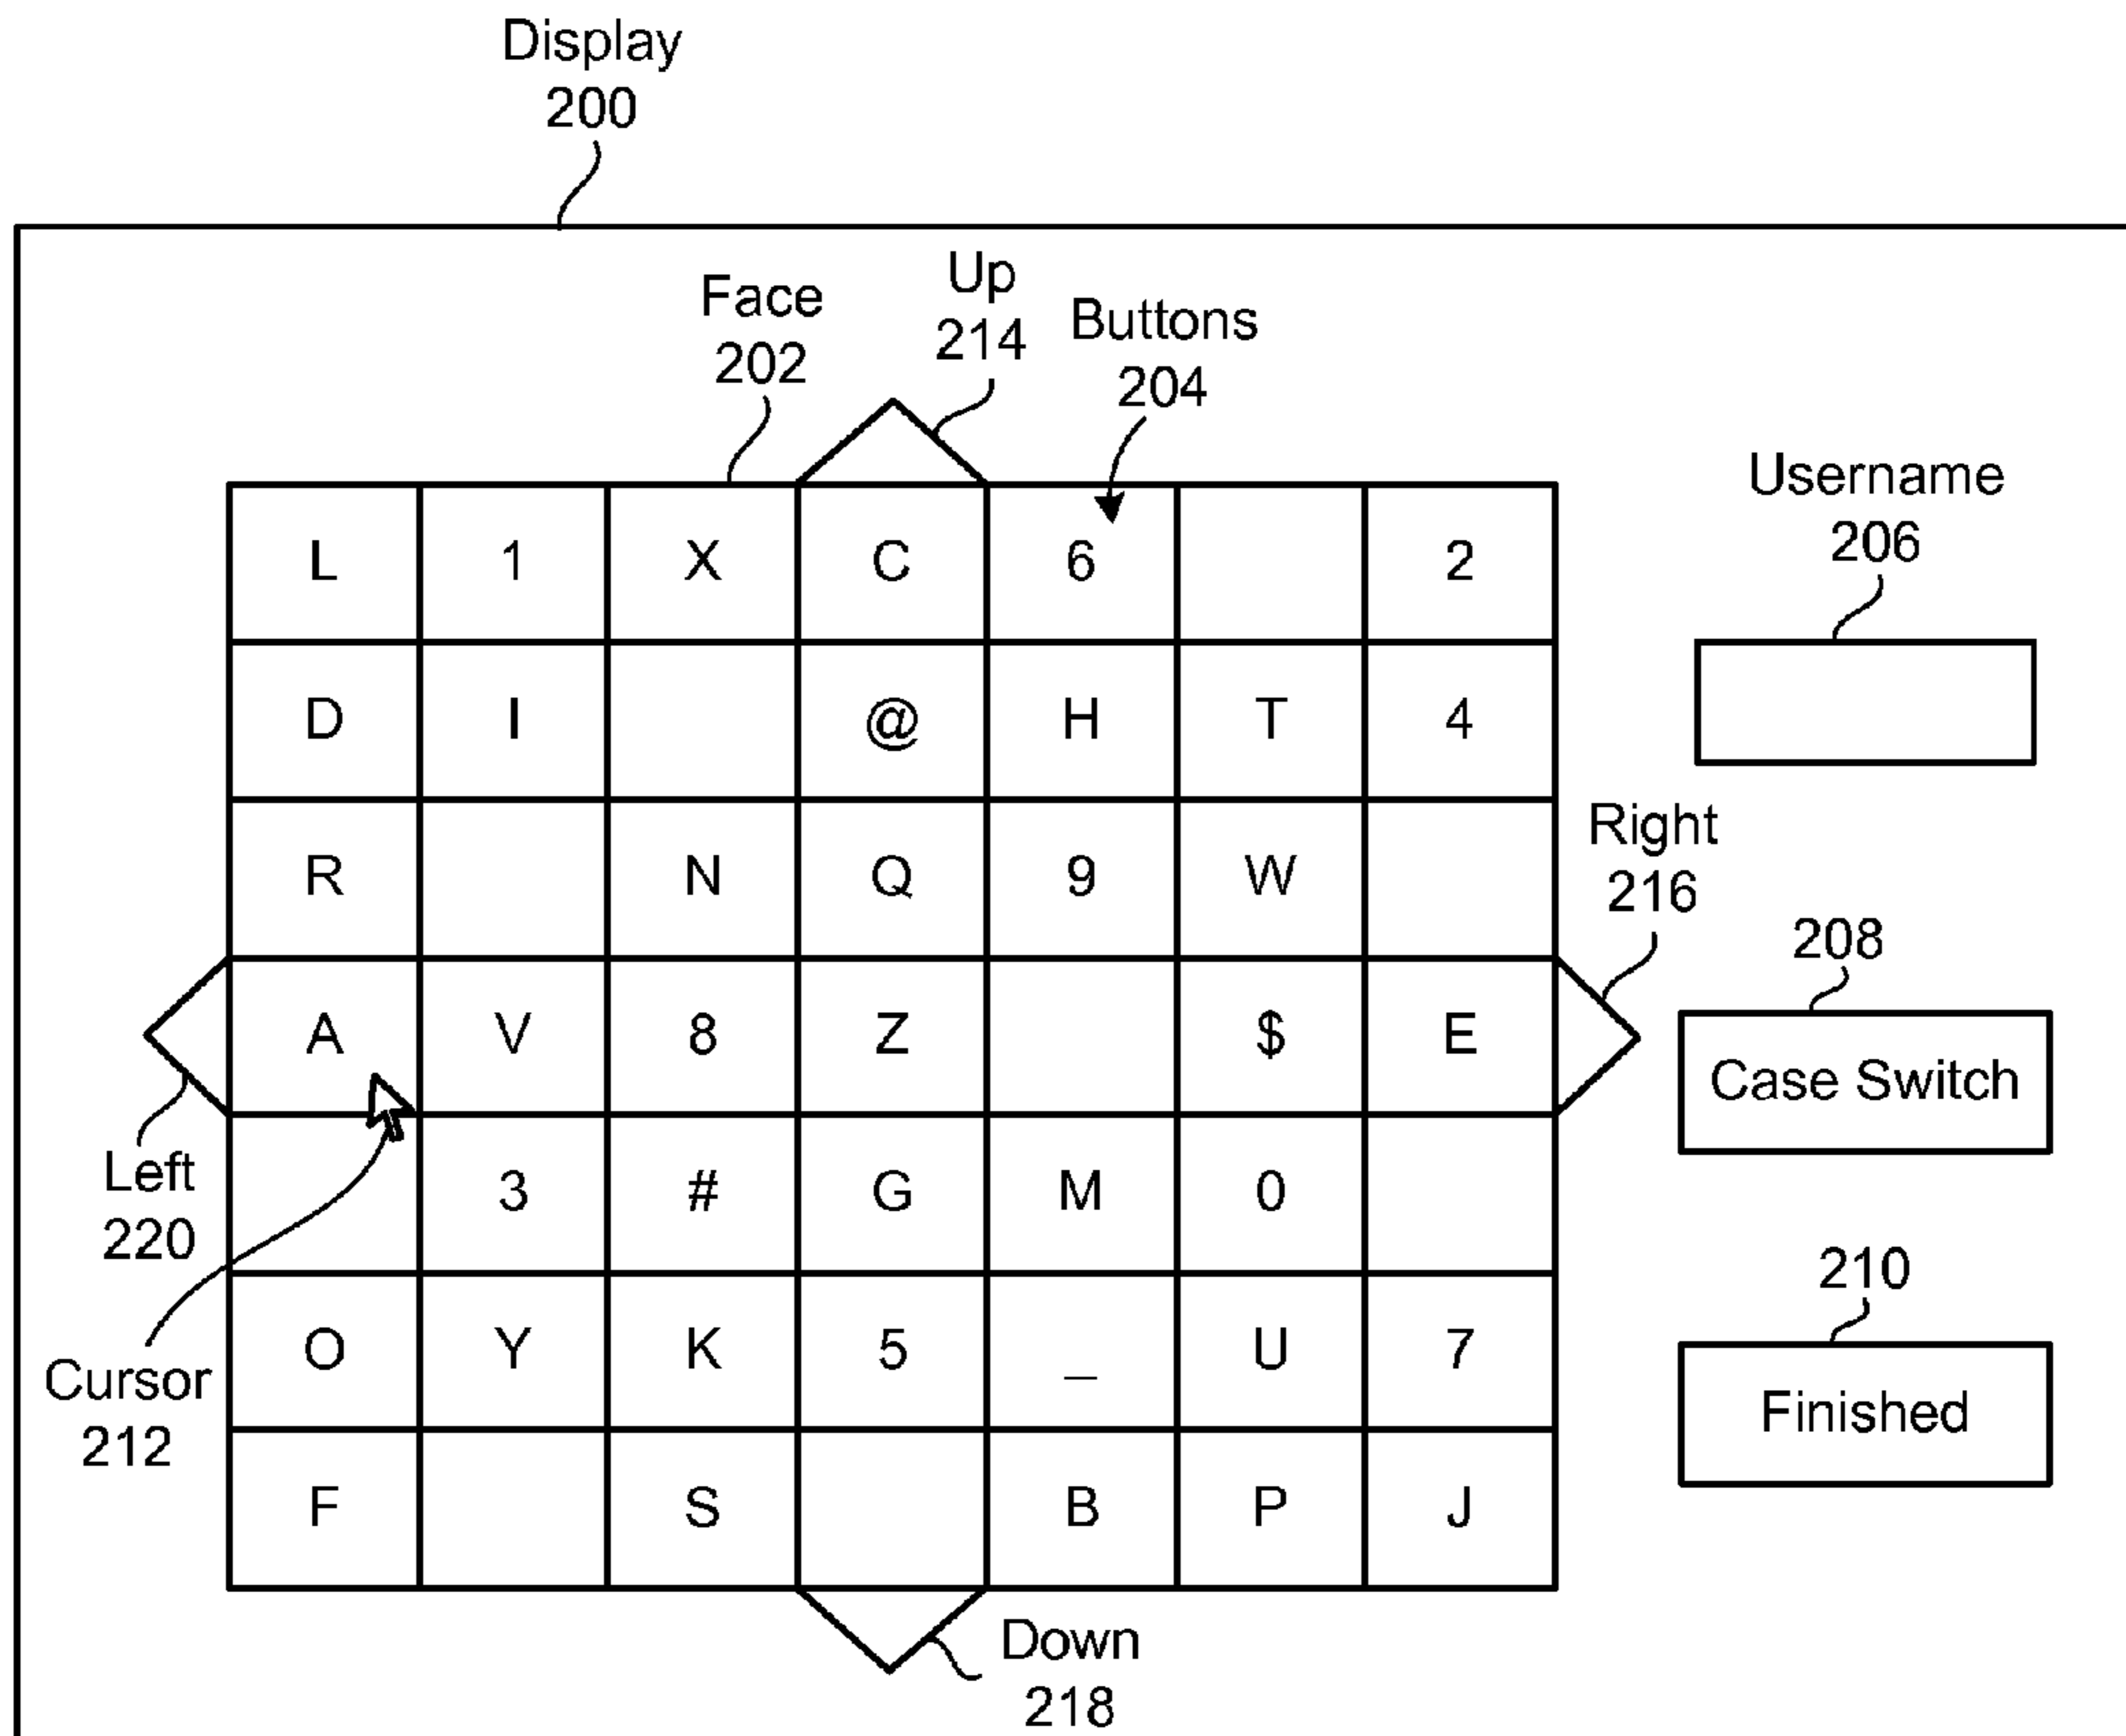 Display
200
Face
202
Up
214
Buttons
204
Username
206
L 1 X C 6 2
D I @ H T 4
R N Q 9 W
Right
216
208
A V 8 Z $ E
Case Switch
Left
220
3 # G M 0
210
O Y K 5 _ U 7
Cursor
212
Finished
F S B P J
Down
218